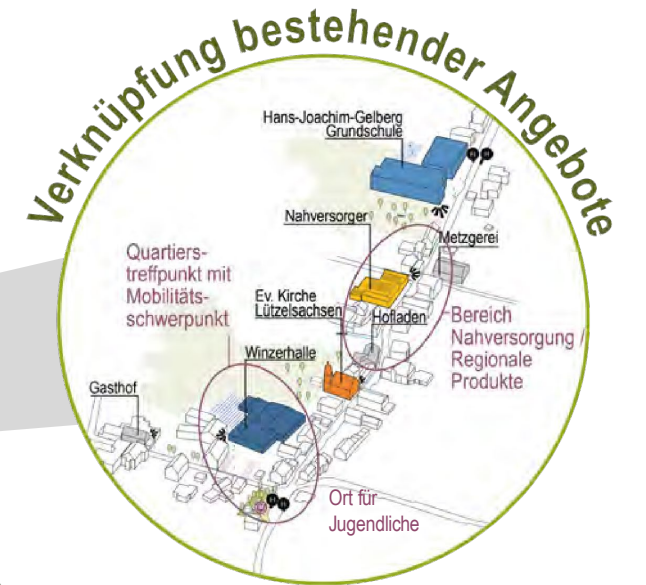 Verknüpfung bestehender Angebote
Hans-Joachim-Gelberg
Grundschule
H H
Nahversorger
Metzgerei
Quartiers-
treffpunkt mit
Mobilitäts-
schwerpunkt
Ev. Kirche
Lützelsachsen
Hofladen
Bereich
Nahversorgung /
Regionale
Produkte
Winzerhalle
Gasthof
H H
Ort für
Jugendliche